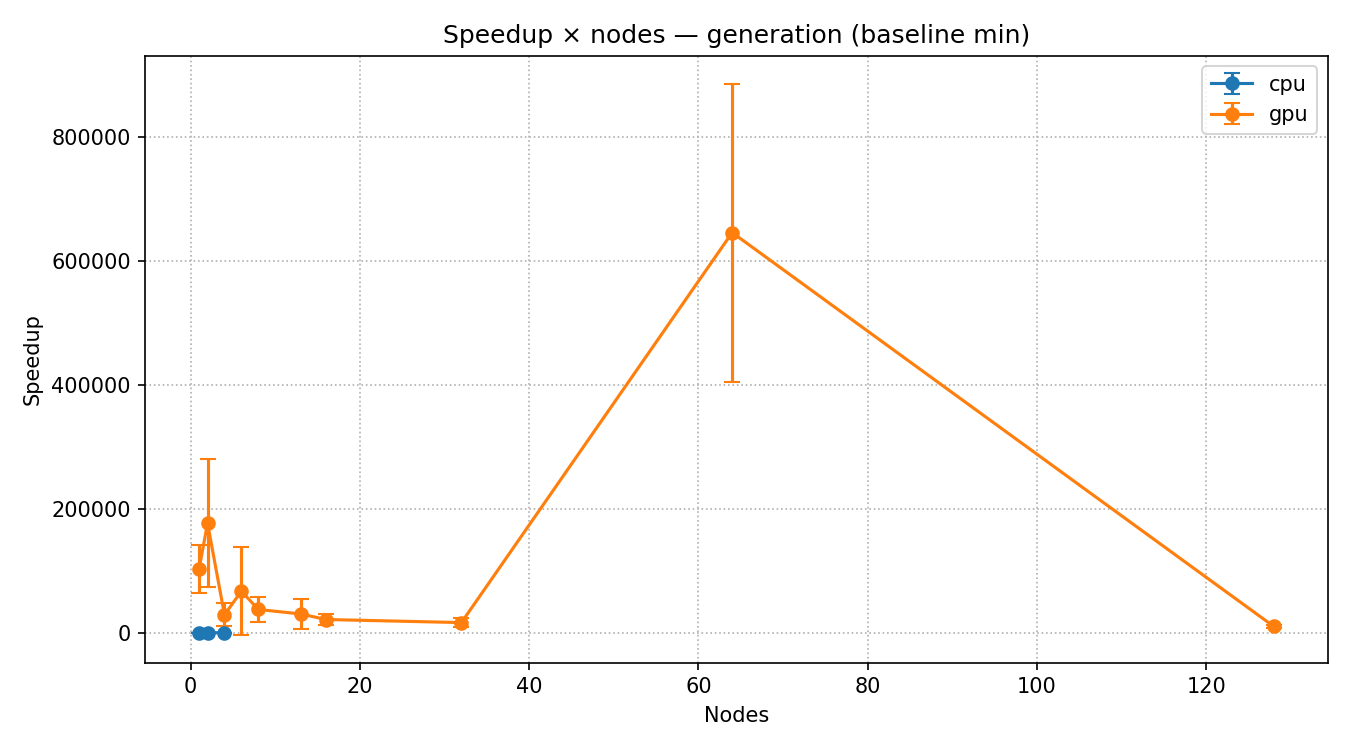 Speedup × nodes — generation (baseline min)
cpu
gpu
800000
600000
400000
200000
0
Speedup
0 20 40 60 80 100 120
Nodes